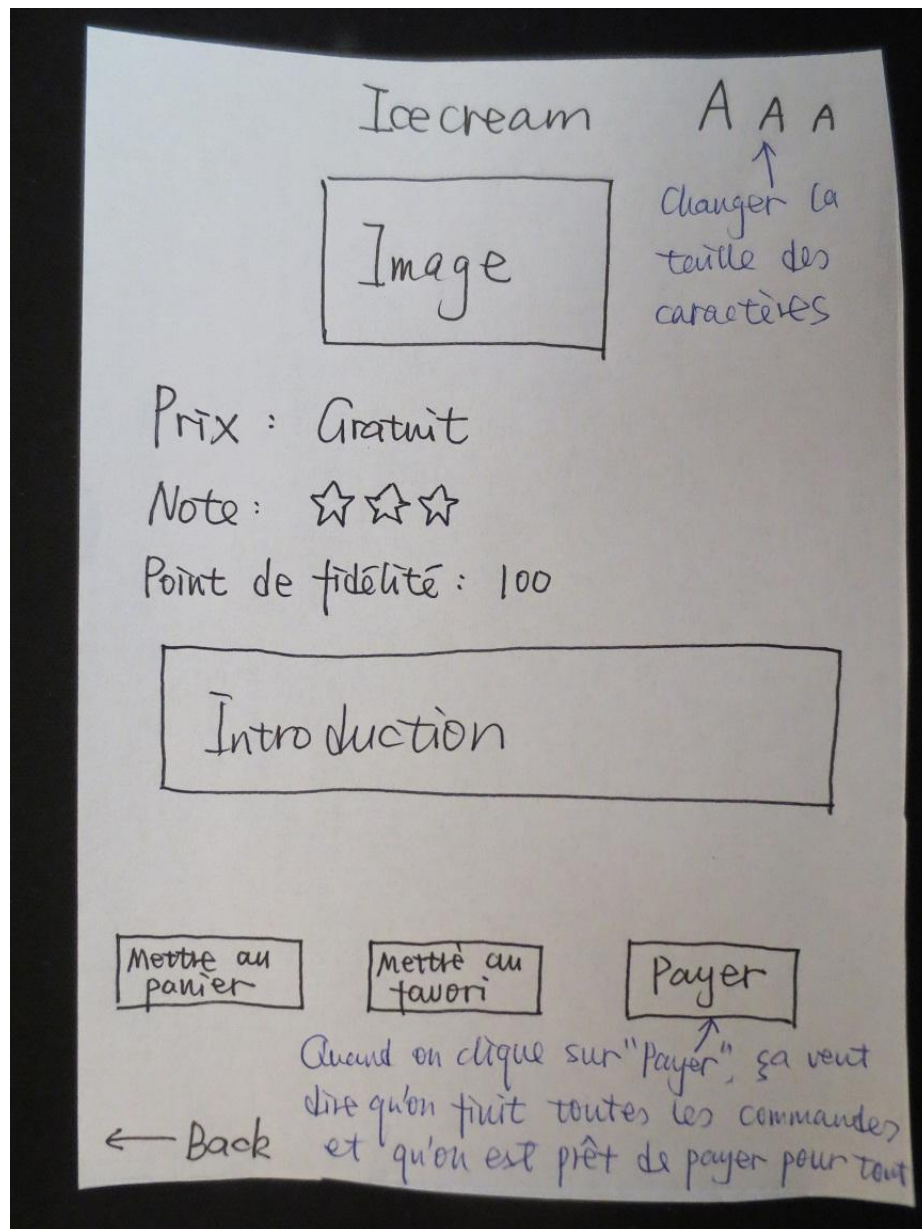 Icecream A A A
Changer la
taille des
caractères
Image
Prix : Gratuit
Note : ☆☆☆
Point de fidélité : 100
Introduction
Mettre au
panier
Mettre au
favori
Payer
Quand on clique sur "Payer", ça veut
dire qu'on finit toutes les commandes
et qu'on est prêt de payer pour tout
← Back